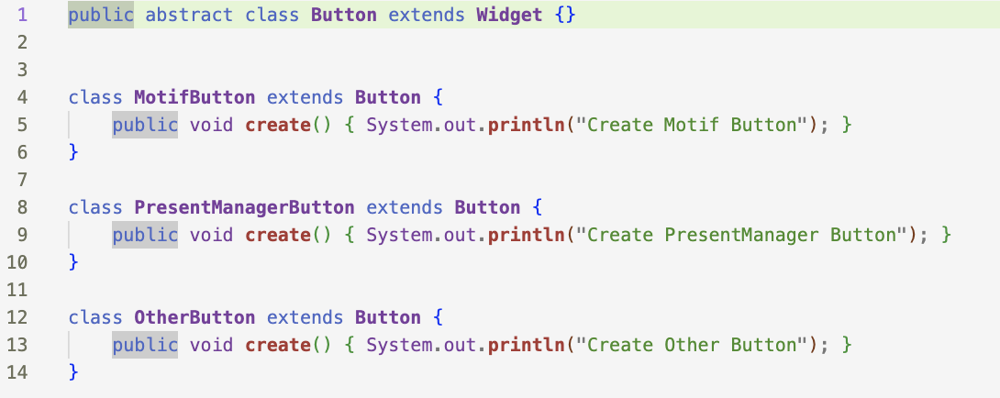 1 public abstract class Button extends Widget {}
2
3
4 class MotifButton extends Button {
5     public void create() { System.out.println("Create Motif Button"); }
6 }
7
8 class PresentManagerButton extends Button {
9     public void create() { System.out.println("Create PresentManager Button"); }
10 }
11
12 class OtherButton extends Button {
13     public void create() { System.out.println("Create Other Button"); }
14 }